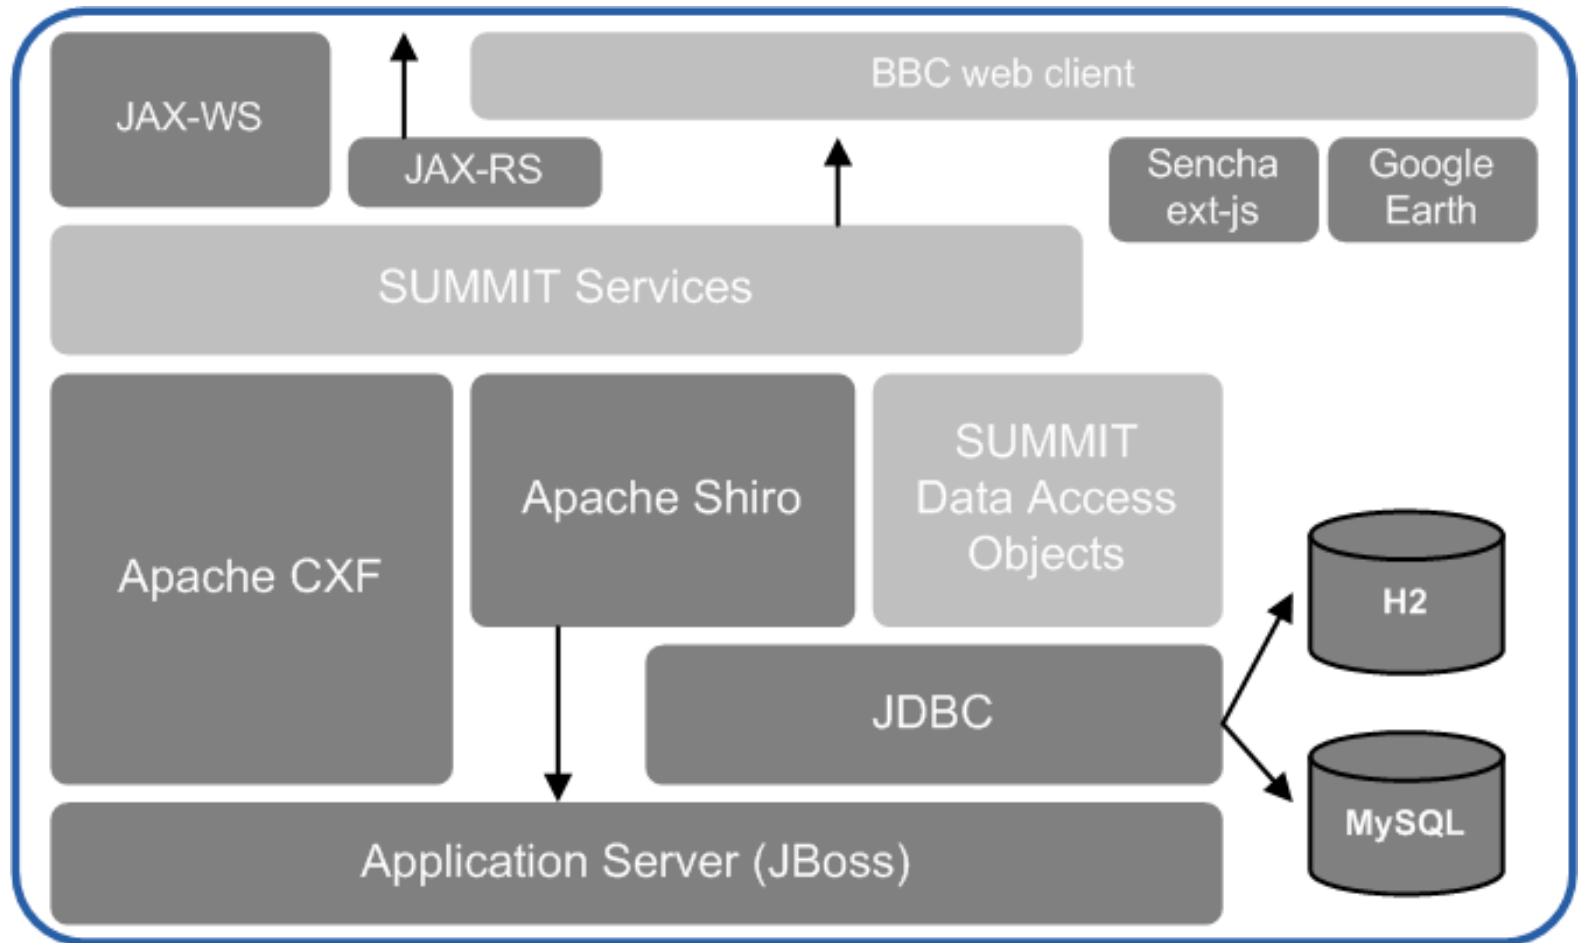 JAX-WS
BBC web client
JAX-RS
Sencha
ext-js
Google
Earth
SUMMIT Services
Apache CXF
Apache Shiro
SUMMIT
Data Access
Objects
H2
JDBC
MySQL
Application Server (JBoss)